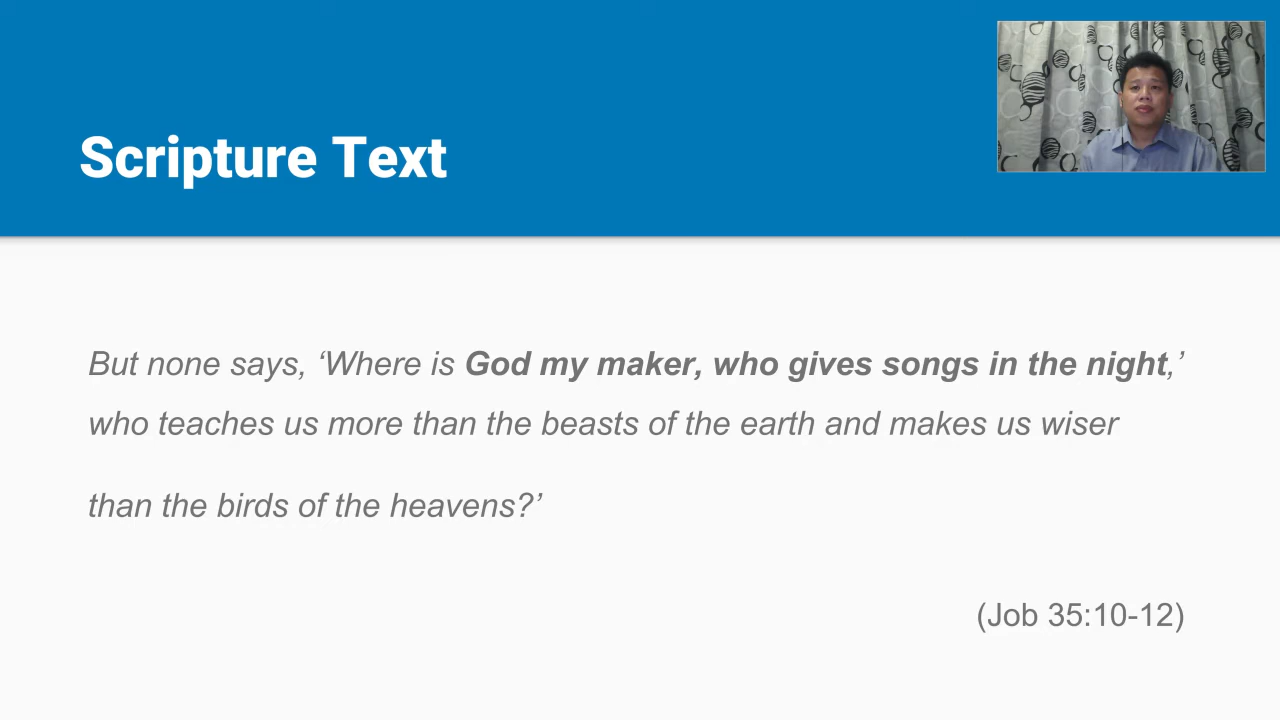 Scripture Text
But none says, ‘Where is God my maker, who gives songs in the night,’
who teaches us more than the beasts of the earth and makes us wiser
than the birds of the heavens?’
(Job 35:10-12)